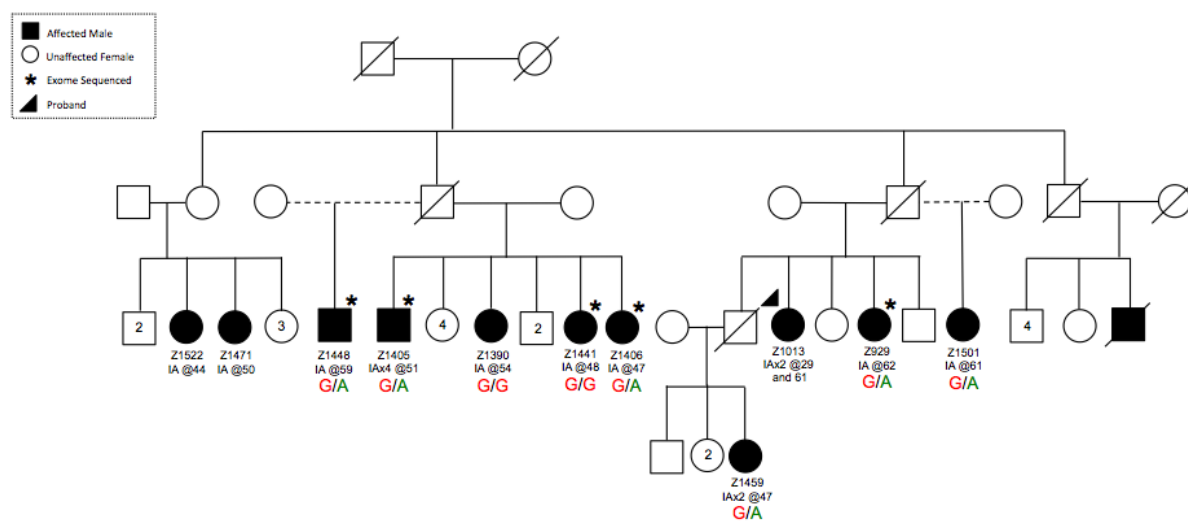 Affected Male
Unaffected Female
* Exome Sequenced
Proband
2
3
4
2
4
* * * * *
Z1522
IA @44
Z1471
IA @50
Z1448
IA @59
G/A
Z1405
IAx4 @51
G/A
Z1390
IA @54
G/G
Z1441
IA @48
G/G
Z1406
IA @47
G/A
Z1013
IAx2 @29
and 61
Z929
IA @62
G/A
Z1501
IA @61
G/A
2
Z1459
IAx2 @47
G/A